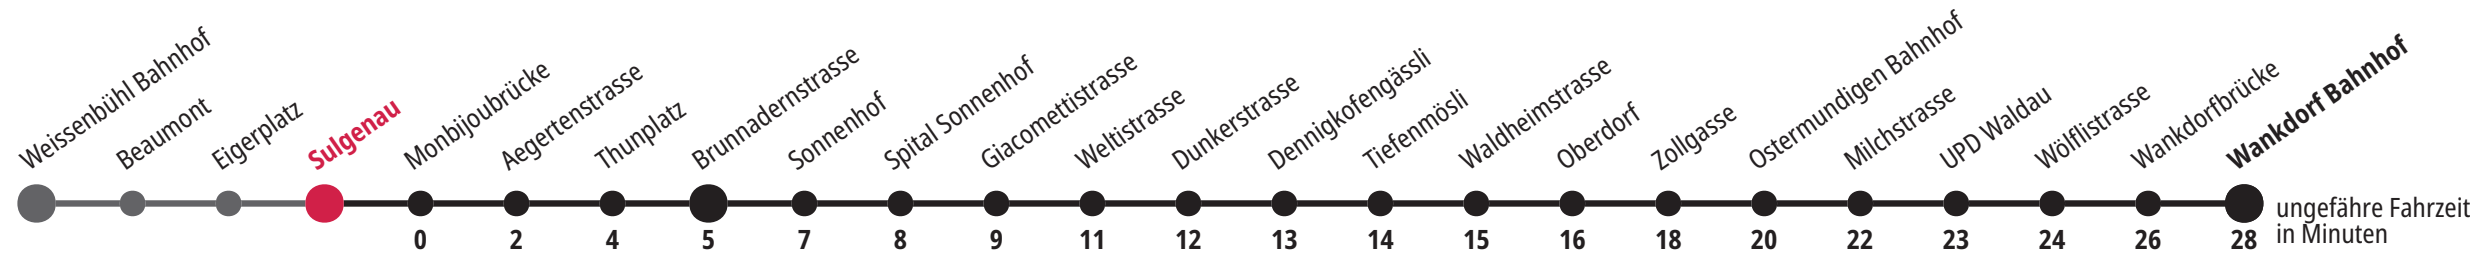 Weissenbühl Bahnhof
Beaumont
Eigerplatz
Sulgenau
Monbijoubrücke
Aegertenstrasse
Thunplatz
Brunnadernstrasse
Sonnenhof
Spital Sonnenhof
Giacomettistrasse
Weltistrasse
Dunkerstrasse
Dennigkofengässli
Tiefenmösli
Waldheimstrasse
Oberdorf
Zollgasse
Ostermundigen Bahnhof
Milchstrasse
UPD Waldau
Wölflistrasse
Wankdorfbrücke
Wankdorf Bahnhof
0 2 4 5 7 8 9 11 12 13 14 15 16 18 20 22 23 24 26 28
ungefähre Fahrzeit
in Minuten